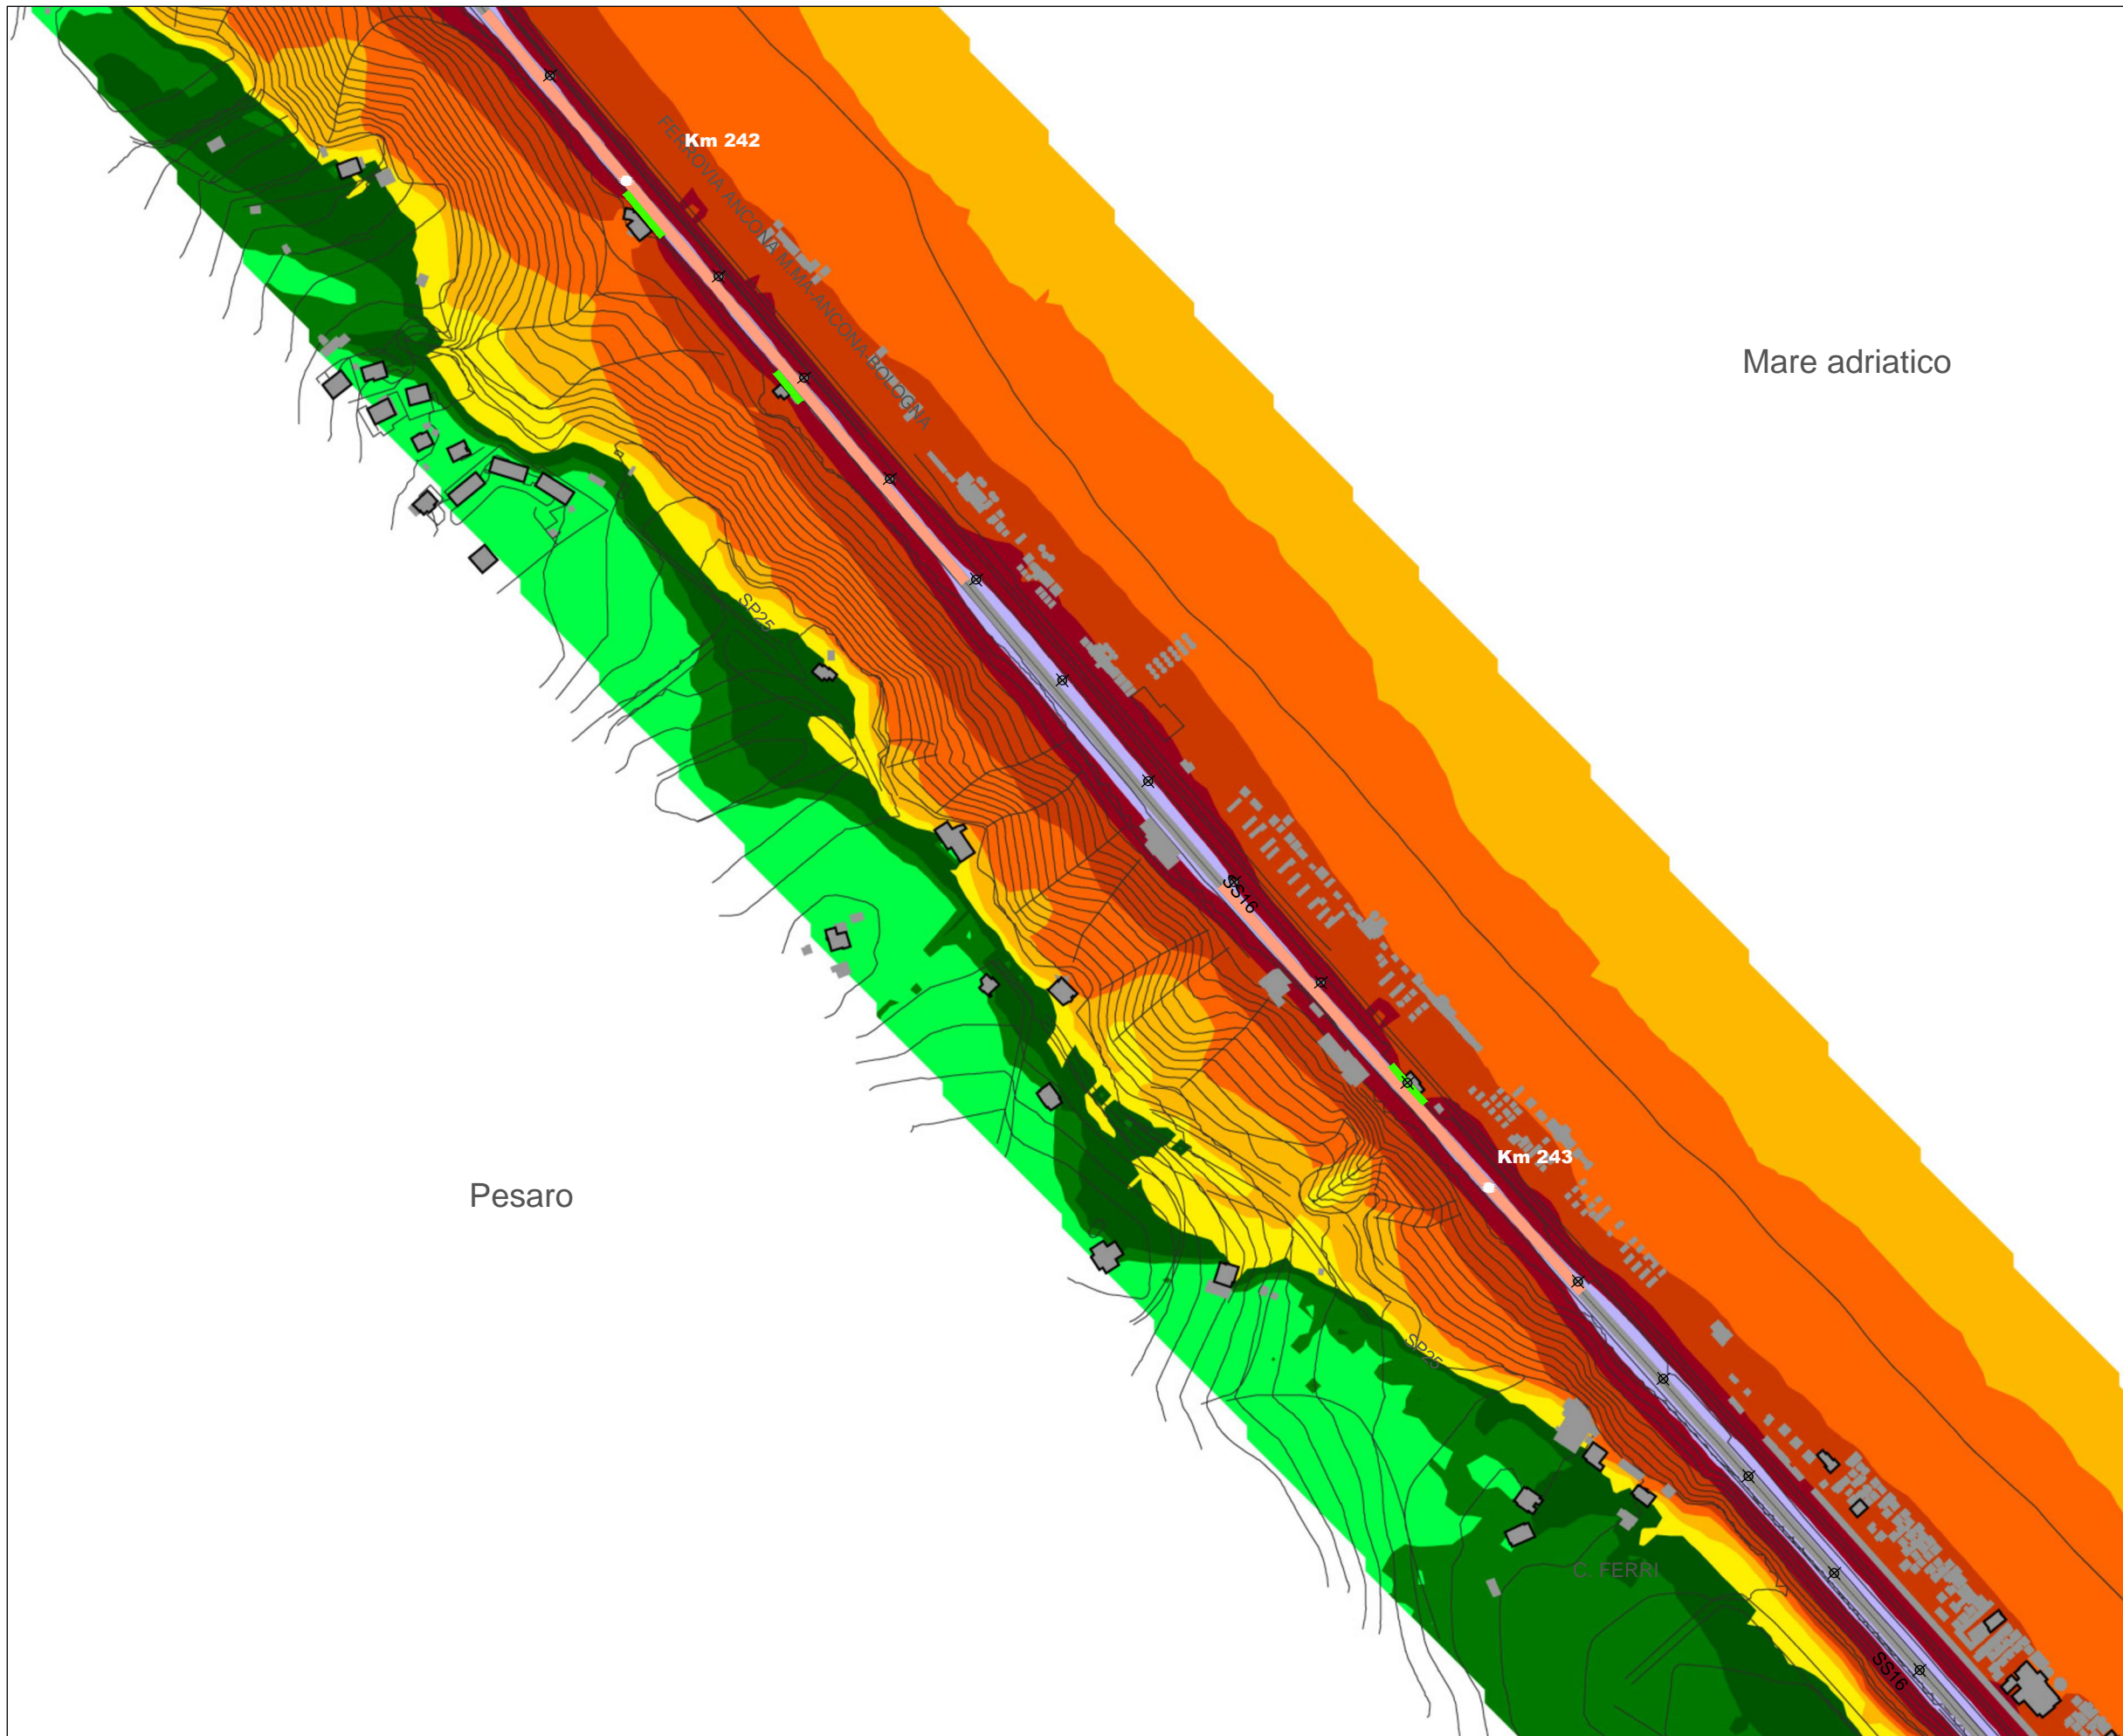 Km 242
FERROVIA ANCONA M.MA-ANCONA-BOLOGNA
Mare adriatico
SP25
SS16
Km 243
Pesaro
SP25
C. FERRI
SS16